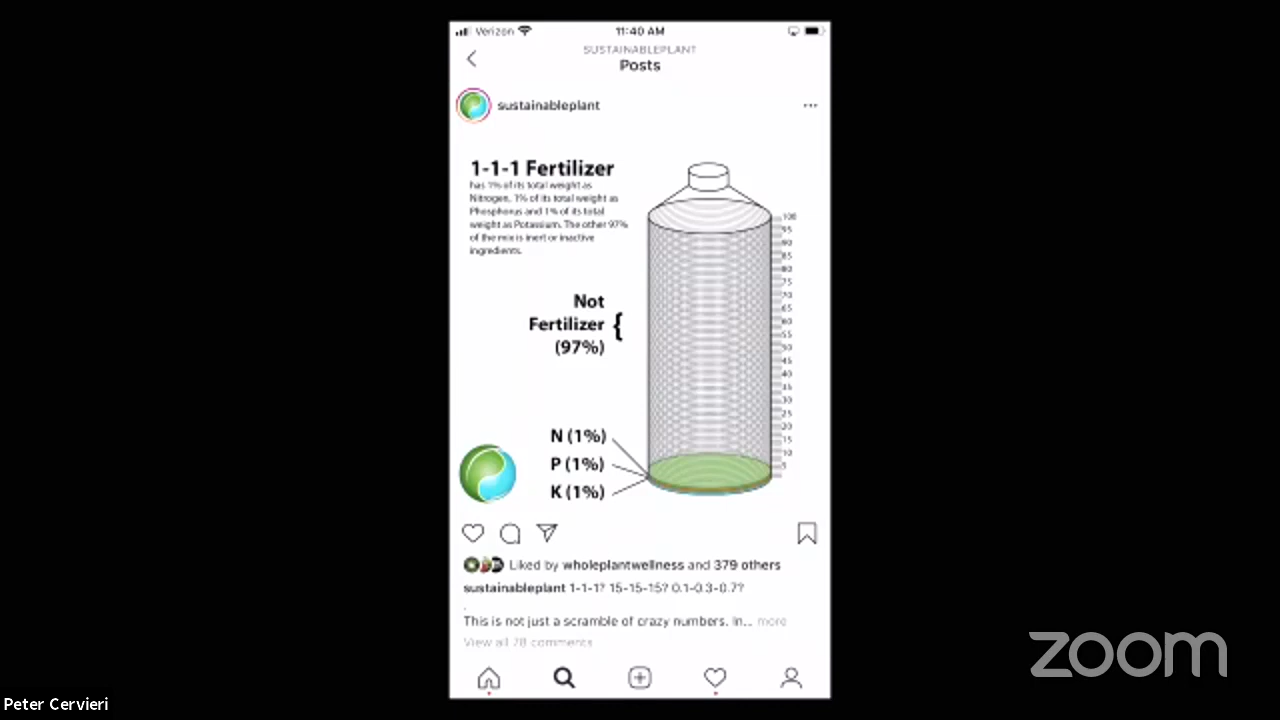 Verizon
11:40 AM
SUSTAINABLEPLANT
Posts
sustainableplant
1-1-1 Fertilizer
has 1% of its total weight as
Nitrogen, 1% of its total weight as
Phosphorus and 1% of its total
weight as Potassium. The other 97%
of the mix is inert or inactive
ingredients.
100
95
90
85
80
75
70
65
60
55
50
45
40
35
30
25
20
15
10
5
Not
Fertilizer {
(97%)
N (1%)
P (1%)
K (1%)
Liked by wholeplantwellness and 379 others
sustainableplant 1-1-1? 15-15-15? 0.1-0.3-0.7?
.
This is not just a scramble of crazy numbers. In... more
View all 78 comments
zoom
Peter Cervieri